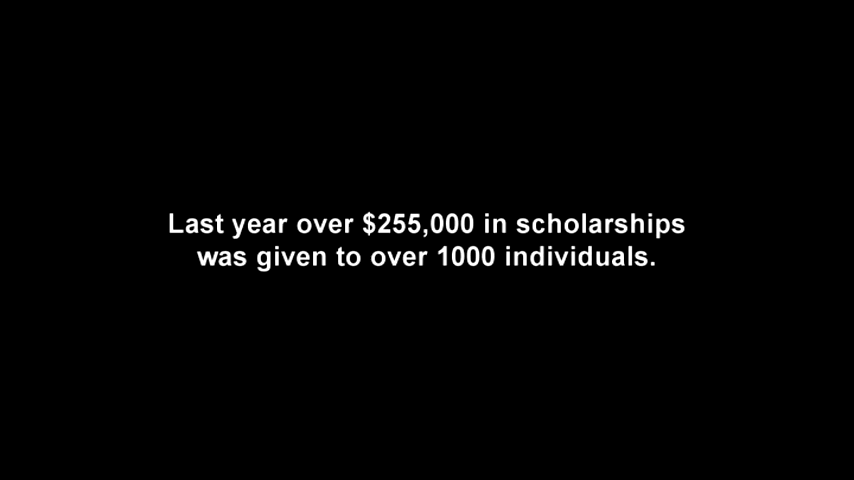 Last year over $255,000 in scholarships
was given to over 1000 individuals.